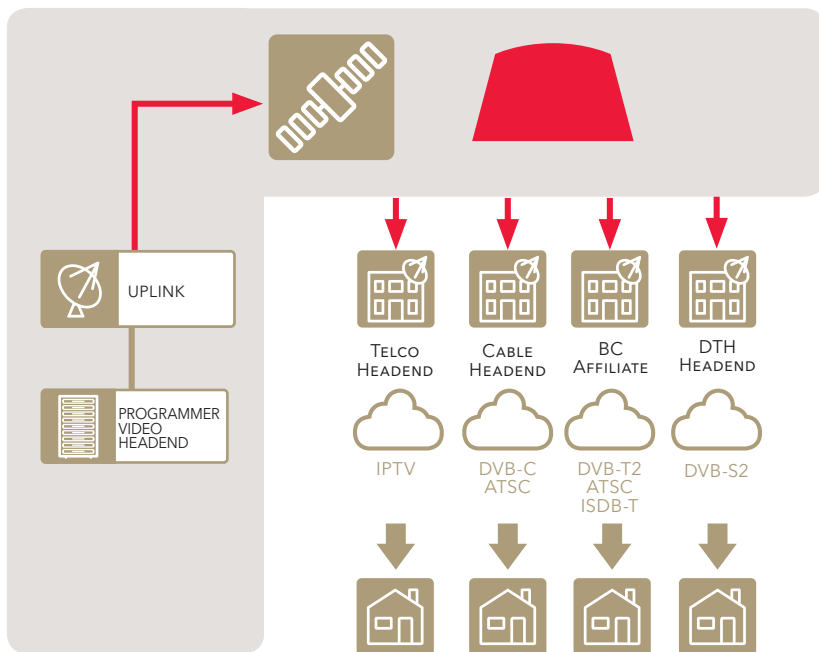 UPLINK
PROGRAMMER
VIDEO
HEADEND
Telco
Headend
Cable
Headend
BC
Affiliate
DTH
Headend
IPTV
DVB-C
ATSC
DVB-T2
ATSC
ISDB-T
DVB-S2